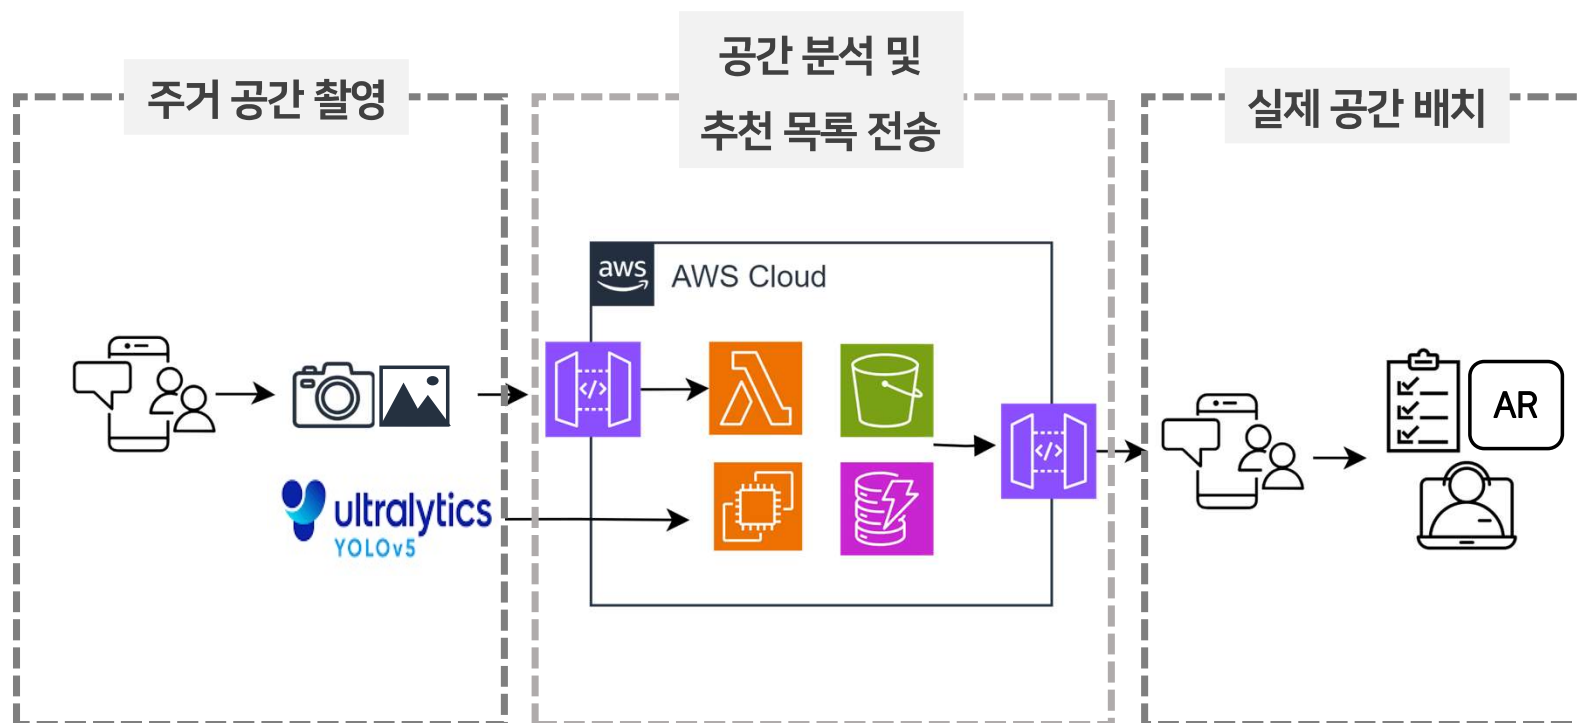 주거 공간 촬영
공간 분석 및
추천 목록 전송
실제 공간 배치
aws
AWS Cloud
</>
</>
AR
ultralytics
YOLOv5